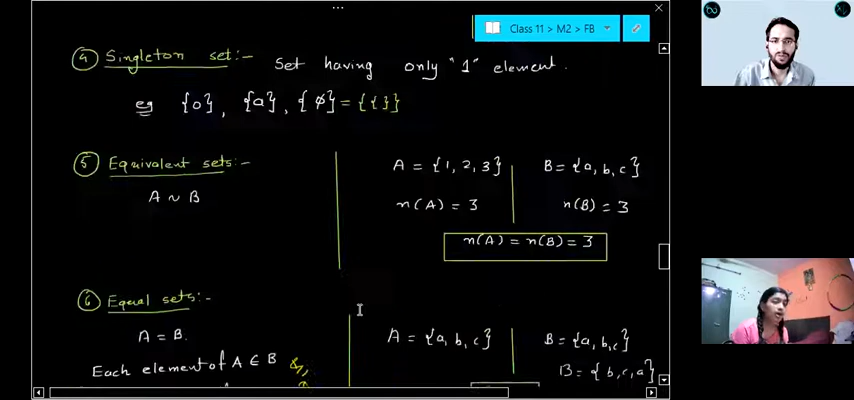 Class 11 > M2 > FB
④ Singleton set:- Set having only "1" element.
eg {0}, {a}, {φ} = {{}}
⑤ Equivalent sets:-
A ~ B
A = {1, 2, 3}
B = {a, b, c}
n(A) = 3
n(B) = 3
n(A) = n(B) = 3
⑥ Equal sets:-
A = B.
A = {a, b, c}
B = {a, b, c}
Each element of A ∈ B
B = {b, c, a}